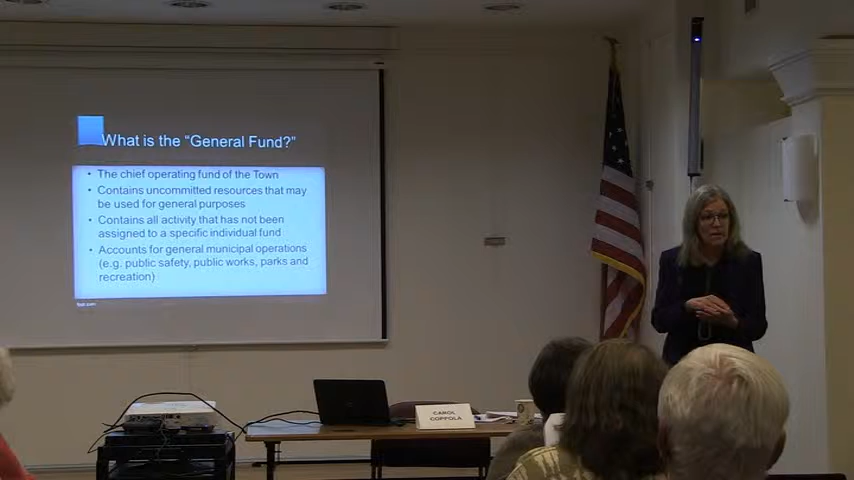 What is the “General Fund?”
• The chief operating fund of the Town
• Contains uncommitted resources that may
be used for general purposes
• Contains all activity that has not been
assigned to a specific individual fund
• Accounts for general municipal operations
(e.g. public safety, public works, parks and
recreation)
CAROL
COPPOLA